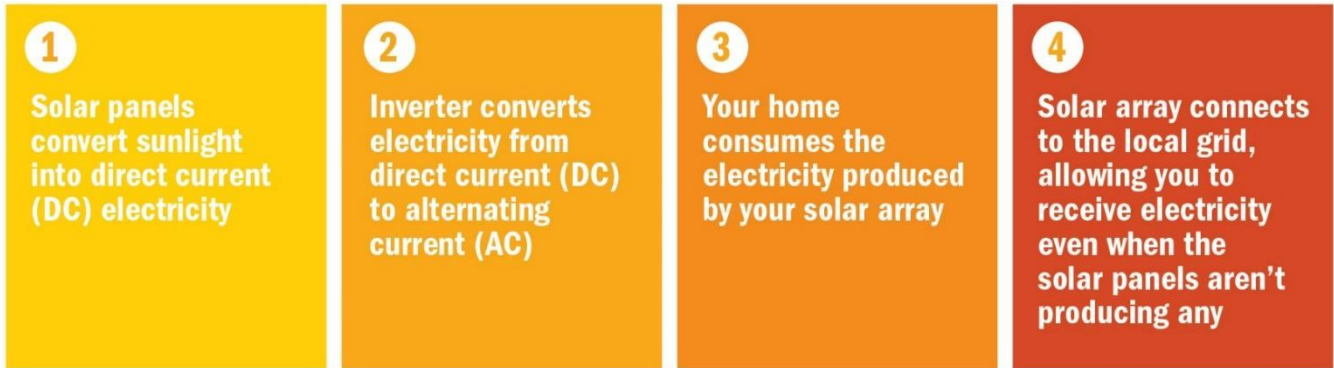 1
Solar panels
convert sunlight
into direct current
(DC) electricity
2
Inverter converts
electricity from
direct current (DC)
to alternating
current (AC)
3
Your home
consumes the
electricity produced
by your solar array
4
Solar array connects
to the local grid,
allowing you to
receive electricity
even when the
solar panels aren’t
producing any